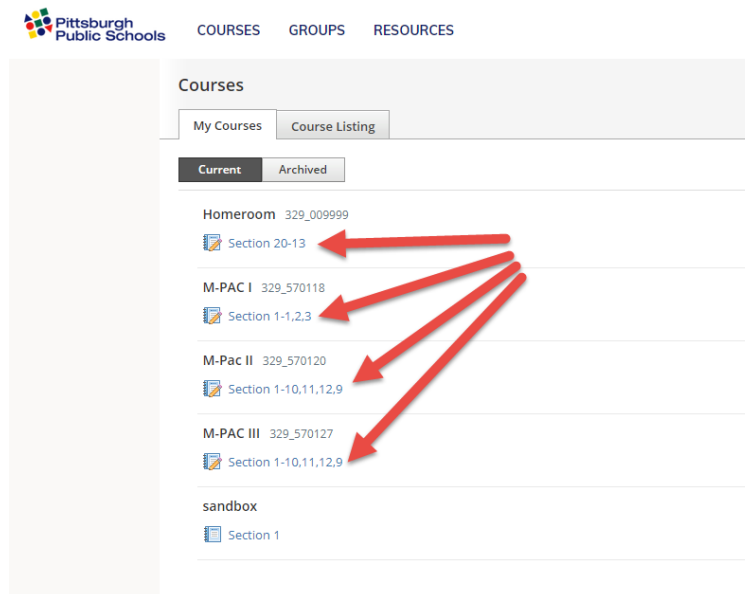 Pittsburgh
Public Schools
COURSES GROUPS RESOURCES
Courses
My Courses Course Listing
Current Archived
Homeroom 329_009999
Section 20-13
M-PAC I 329_570118
Section 1-1,2,3
M-Pac II 329_570120
Section 1-10,11,12,9
M-PAC III 329_570127
Section 1-10,11,12,9
sandbox
Section 1